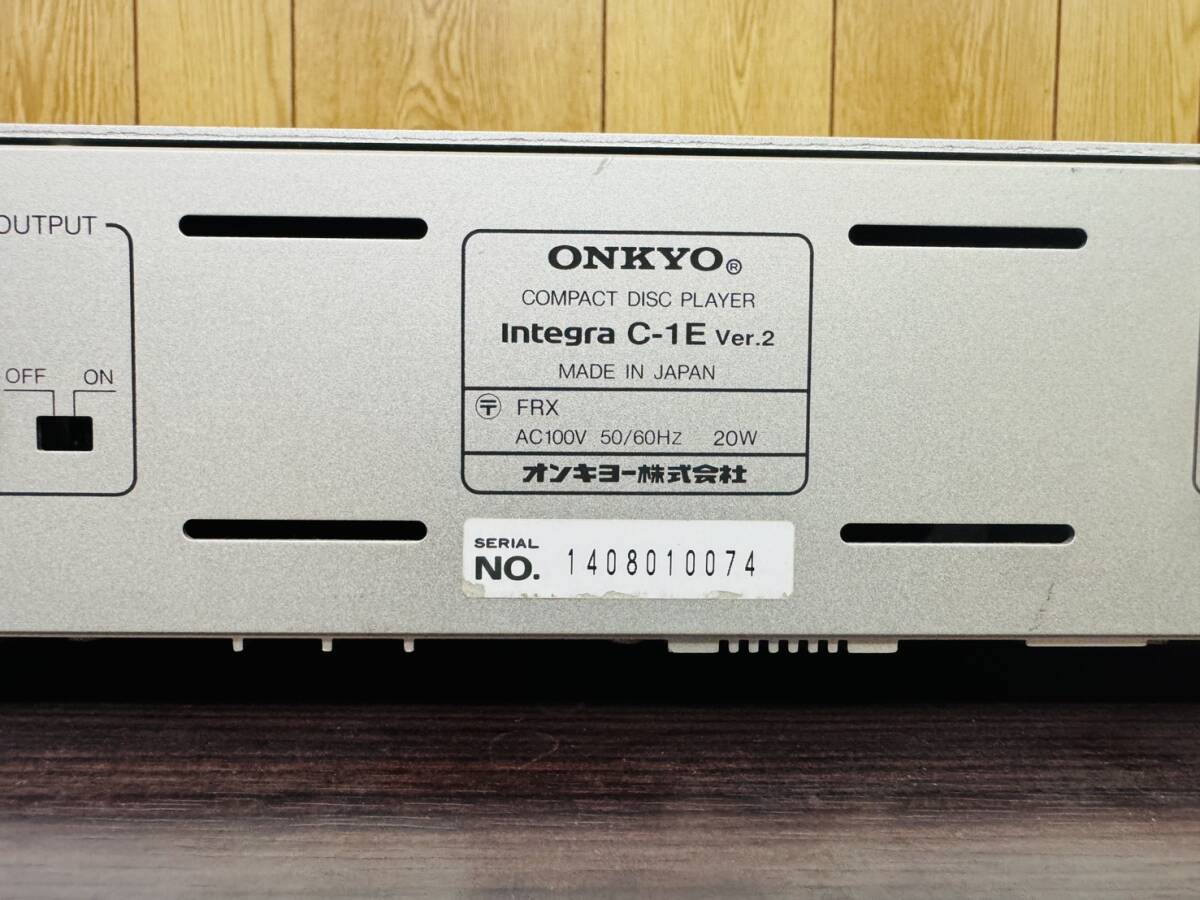 OUTPUT
OFF ON
ONKYO®
COMPACT DISC PLAYER
Integra C-1E Ver.2
MADE IN JAPAN
〶 FRX
AC100V 50/60Hz 20W
オンキヨー株式会社
SERIAL
NO. 1408010074